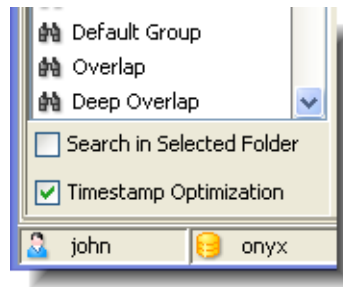 Default Group
Overlap
Deep Overlap
Search in Selected Folder
Timestamp Optimization
john onyx